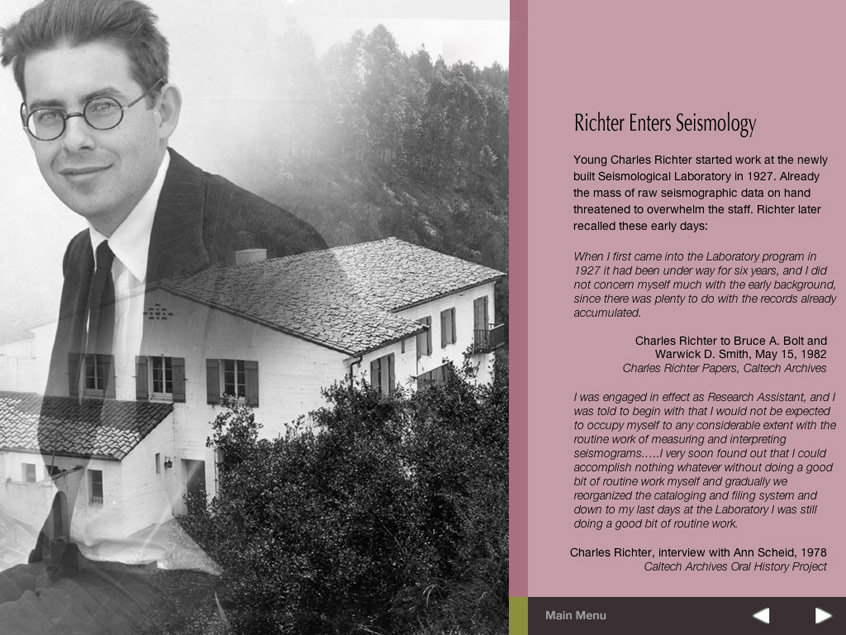 Richter Enters Seismology
Young Charles Richter started work at the newly
built Seismological Laboratory in 1927. Already
the mass of raw seismographic data on hand
threatened to overwhelm the staff. Richter later
recalled these early days:
When I first came into the Laboratory program in
1927 it had been under way for six years, and I did
not concern myself much with the early background,
since there was plenty to do with the records already
accumulated.
Charles Richter to Bruce A. Bolt and
Warwick D. Smith, May 15, 1982
Charles Richter Papers, Caltech Archives
I was engaged in effect as Research Assistant, and I
was told to begin with that I would not be expected
to occupy myself to any considerable extent with the
routine work of measuring and interpreting
seismograms.....I very soon found out that I could
accomplish nothing whatever without doing a good
bit of routine work myself and gradually we
reorganized the cataloging and filing system and
down to my last days at the Laboratory I was still
doing a good bit of routine work.
Charles Richter, interview with Ann Scheid, 1978
Caltech Archives Oral History Project
Main Menu